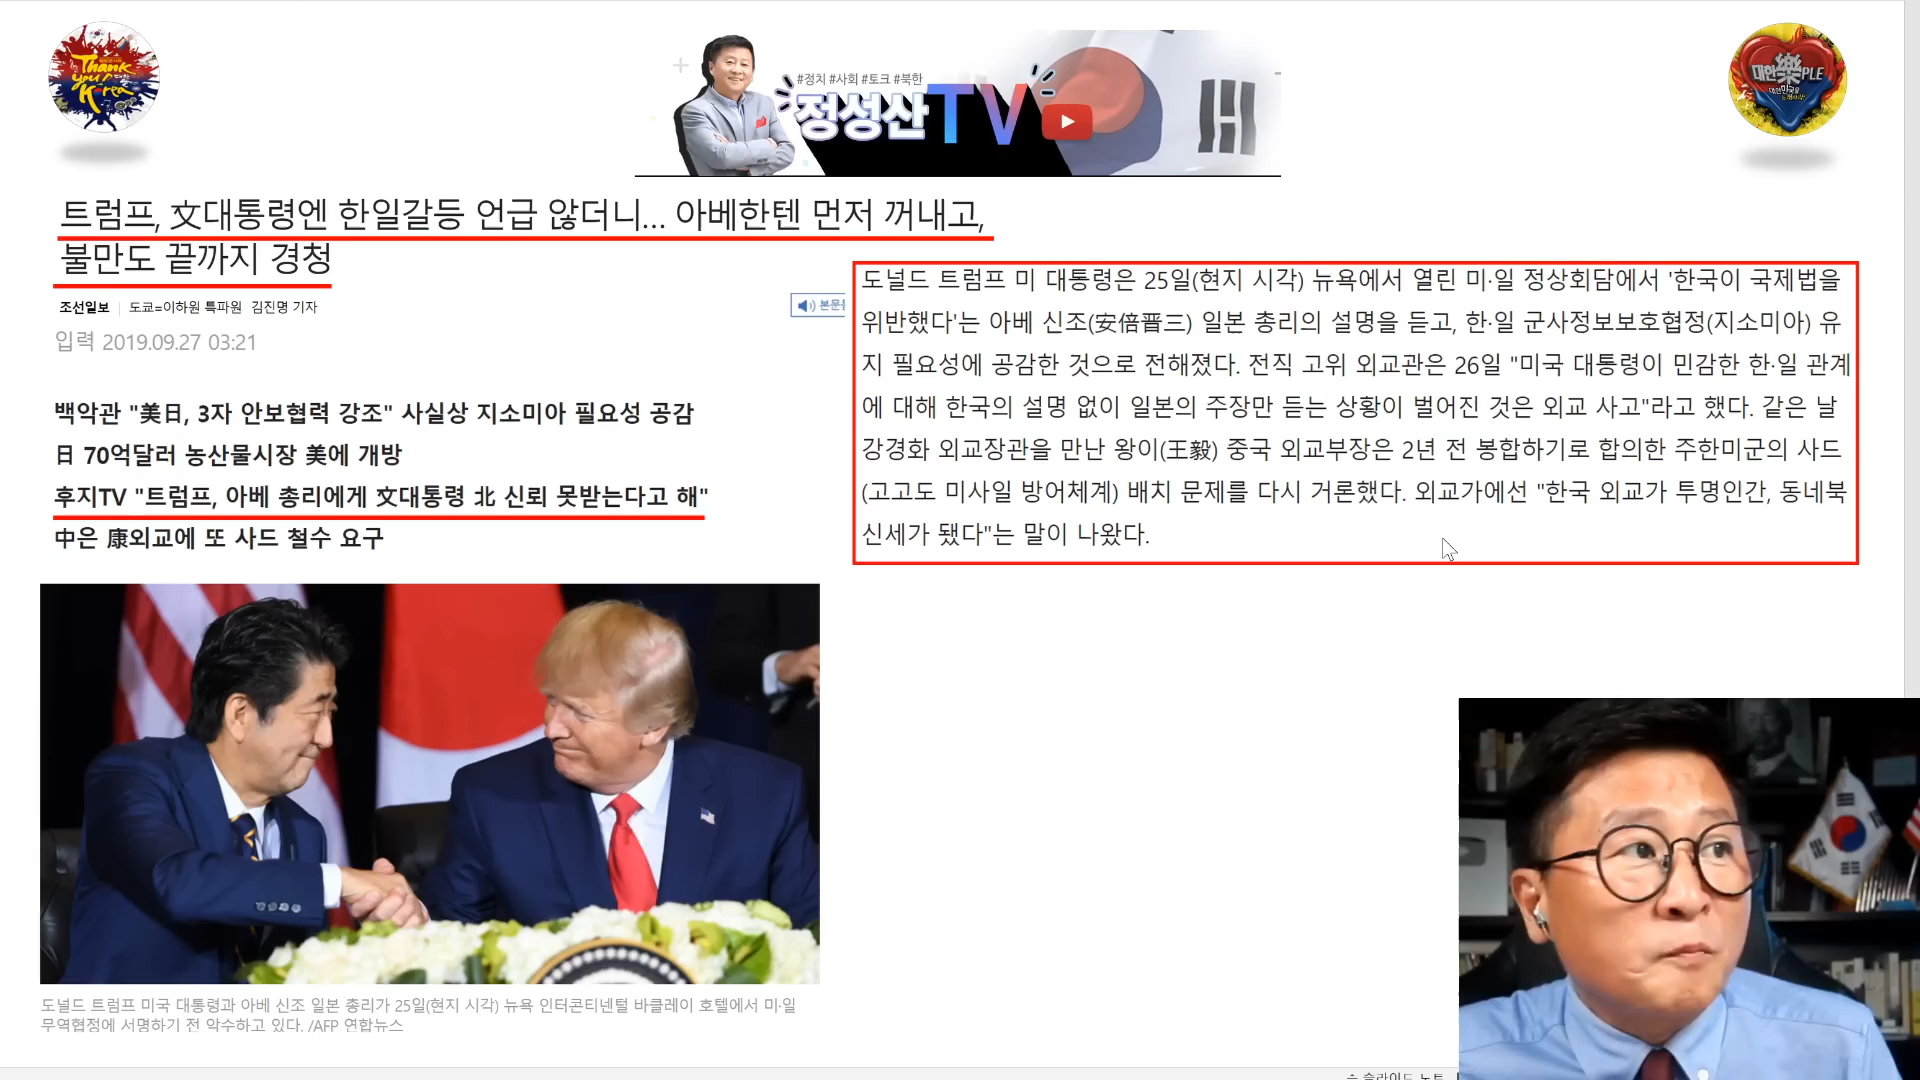 Thank
you
Korea
#정치 #사회 #토크 #북한
정성산TV
대한樂PLE
트럼프, 文대통령엔 한일갈등 언급 않더니... 아베한텐 먼저 꺼내고,
불만도 끝까지 경청
조선일보 도쿄=이하원 특파원 김진명 기자
본문듣
입력 2019.09.27 03:21
백악관 "美日, 3자 안보협력 강조" 사실상 지소미아 필요성 공감
日 70억달러 농산물시장 美에 개방
후지TV "트럼프, 아베 총리에게 文대통령 北 신뢰 못받는다고 해"
中은 康외교에 또 사드 철수 요구
도널드 트럼프 미 대통령은 25일(현지 시각) 뉴욕에서 열린 미·일 정상회담에서 '한국이 국제법을
위반했다'는 아베 신조(安倍晋三) 일본 총리의 설명을 듣고, 한·일 군사정보보호협정(지소미아) 유
지 필요성에 공감한 것으로 전해졌다. 전직 고위 외교관은 26일 "미국 대통령이 민감한 한·일 관계
에 대해 한국의 설명 없이 일본의 주장만 듣는 상황이 벌어진 것은 외교 사고"라고 했다. 같은 날
강경화 외교장관을 만난 왕이(王毅) 중국 외교부장은 2년 전 봉합하기로 합의한 주한미군의 사드
(고고도 미사일 방어체계) 배치 문제를 다시 거론했다. 외교가에선 "한국 외교가 투명인간, 동네북
신세가 됐다"는 말이 나왔다.
도널드 트럼프 미국 대통령과 아베 신조 일본 총리가 25일(현지 시각) 뉴욕 인터콘티넨털 바클레이 호텔에서 미·일
무역협정에 서명하기 전 악수하고 있다. /AFP 연합뉴스
슬라이드 노트